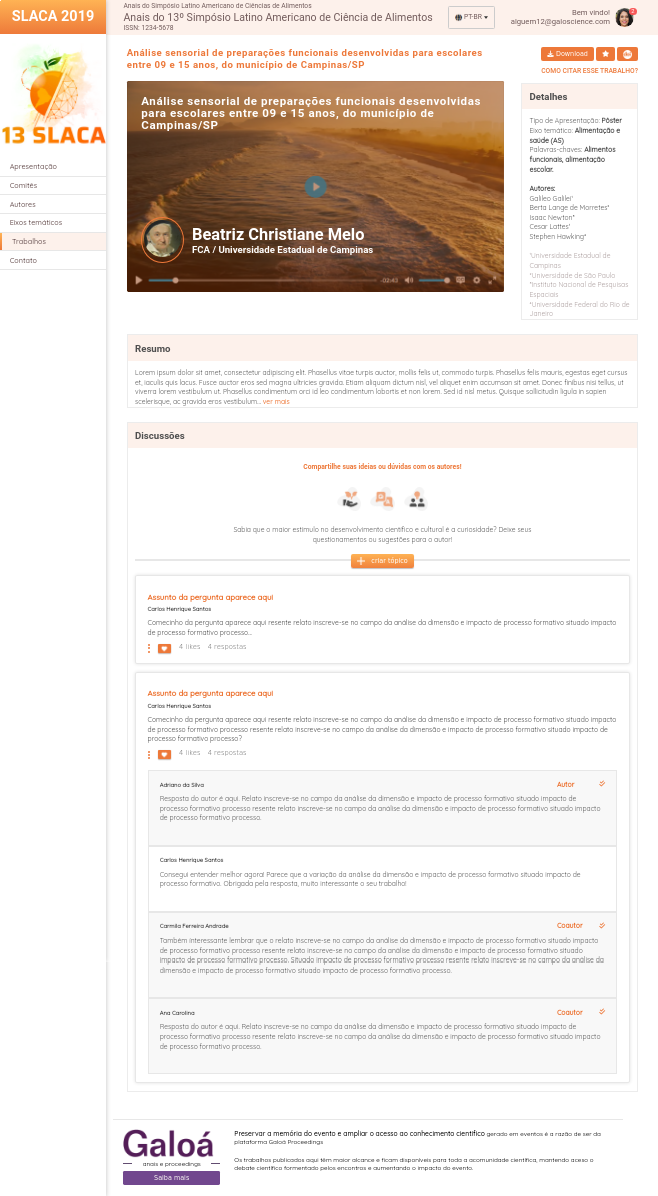 SLACA 2019
Anais do Simpósio Latino Americano de Ciências de Alimentos
Anais do 13º Simpósio Latino Americano de Ciência de Alimentos
ISSN: 1234-5678
PT-BR
Bem vindo!
alguem12@galoscience.com
2
13 SLACA
Apresentação
Comitês
Autores
Eixos temáticos
Trabalhos
Contato
Análise sensorial de preparações funcionais desenvolvidas para escolares
entre 09 e 15 anos, do município de Campinas/SP
Download
COMO CITAR ESSE TRABALHO?
Análise sensorial de preparações funcionais desenvolvidas
para escolares entre 09 e 15 anos, do município de
Campinas/SP
Beatriz Christiane Melo
FCA / Universidade Estadual de Campinas
-02:43
Detalhes
Tipo de Apresentação: Pôster
Eixo temático: Alimentação e
saúde (AS)
Palavras-chaves: Alimentos
funcionais, alimentação
escolar.
Autores:
Galileo Galilei¹
Berta Lange de Morretes²
Isaac Newton³
Cesar Lattes¹
Stephen Hawking⁴
¹Universidade Estadual de
Campinas
²Universidade de São Paulo
³Instituto Nacional de Pesquisas
Espaciais
⁴Universidade Federal do Rio de
Janeiro
Resumo
Lorem ipsum dolor sit amet, consectetur adipiscing elit. Phasellus vitae turpis auctor, mollis felis ut, commodo turpis. Phasellus felis mauris, egestas eget cursus
et, iaculis quis lacus. Fusce auctor eros sed magna ultricies gravida. Etiam aliquam dictum nisl, vel aliquet enim accumsan sit amet. Donec finibus nisi tellus, ut
viverra lorem vestibulum ut. Phasellus condimentum orci id leo condimentum lobortis et non lorem. Sed id nisl metus. Quisque sollicitudin ligula in sapien
scelerisque, ac gravida eros vestibulum... ver mais
Discussões
Compartilhe suas ideias ou dúvidas com os autores!
Sabia que o maior estímulo no desenvolvimento científico e cultural é a curiosidade? Deixe seus
questionamentos ou sugestões para o autor!
criar tópico
Assunto da pergunta aparece aqui
Carlos Henrique Santos
Comecinho da pergunta aparece aqui resente relato inscreve-se no campo da análise da dimensão e impacto de processo formativo situado impacto
de processo formativo processo...
4 likes 4 respostas
Assunto da pergunta aparece aqui
Carlos Henrique Santos
Comecinho da pergunta aparece aqui resente relato inscreve-se no campo da análise da dimensão e impacto de processo formativo situado impacto
de processo formativo processo resente relato inscreve-se no campo da análise da dimensão e impacto de processo formativo situado impacto de
processo formativo processo?
4 likes 4 respostas
Adriano da Silva
Autor
Resposta do autor é aqui. Relato inscreve-se no campo da análise da dimensão e impacto de processo formativo situado impacto de
processo formativo processo resente relato inscreve-se no campo da análise da dimensão e impacto de processo formativo situado impacto
de processo formativo processo.
Carlos Henrique Santos
Consegui entender melhor agora! Parece que a variação da análise da dimensão e impacto de processo formativo situado impacto de
processo formativo. Obrigada pela resposta, muito interessante o seu trabalho!
Carmila Ferreira Andrade
Coautor
Também interessante lembrar que o relato inscreve-se no campo da análise da dimensão e impacto de processo formativo situado impacto
de processo formativo processo resente relato inscreve-se no campo da análise da dimensão e impacto de processo formativo situado
impacto de processo formativo processo. Situado impacto de processo formativo processo resente relato inscreve-se no campo da análise da
dimensão e impacto de processo formativo situado impacto de processo formativo processo.
Ana Carolina
Coautor
Resposta do autor é aqui. Relato inscreve-se no campo da análise da dimensão e impacto de processo formativo situado impacto de
processo formativo processo resente relato inscreve-se no campo da análise da dimensão e impacto de processo formativo situado impacto
de processo formativo processo.
Galoá
anais e proceedings
Saiba mais
Preservar a memória do evento e ampliar o acesso ao conhecimento científico gerado em eventos é a razão de ser da
plataforma Galoá Proceedings
Os trabalhos publicados aqui têm maior alcance e ficam disponíveis para toda a acomunidade científica, mantendo aceso o
debate científico formentado pelos encontros e aumentando o impacto do evento.